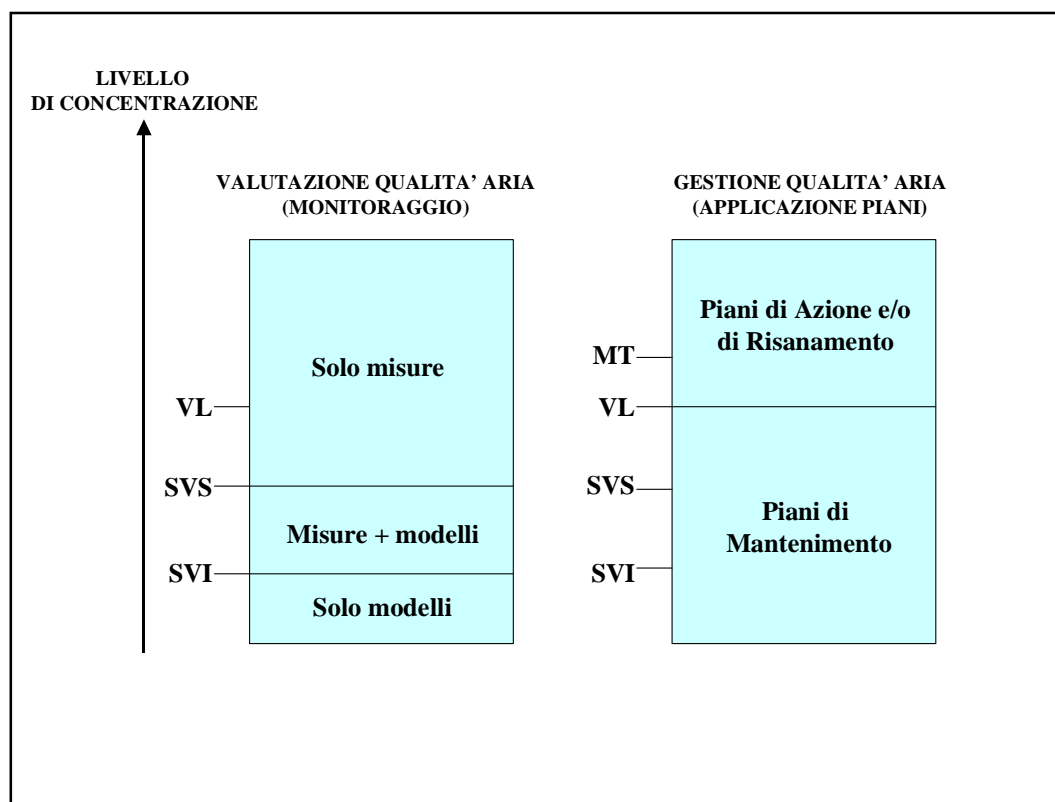 LIVELLO
DI CONCENTRAZIONE
VALUTAZIONE QUALITA’ ARIA
(MONITORAGGIO)
Solo misure
VL
SVS
Misure + modelli
SVI
Solo modelli
GESTIONE QUALITA’ ARIA
(APPLICAZIONE PIANI)
Piani di Azione e/o
di Risanamento
MT
VL
SVS
Piani di
Mantenimento
SVI